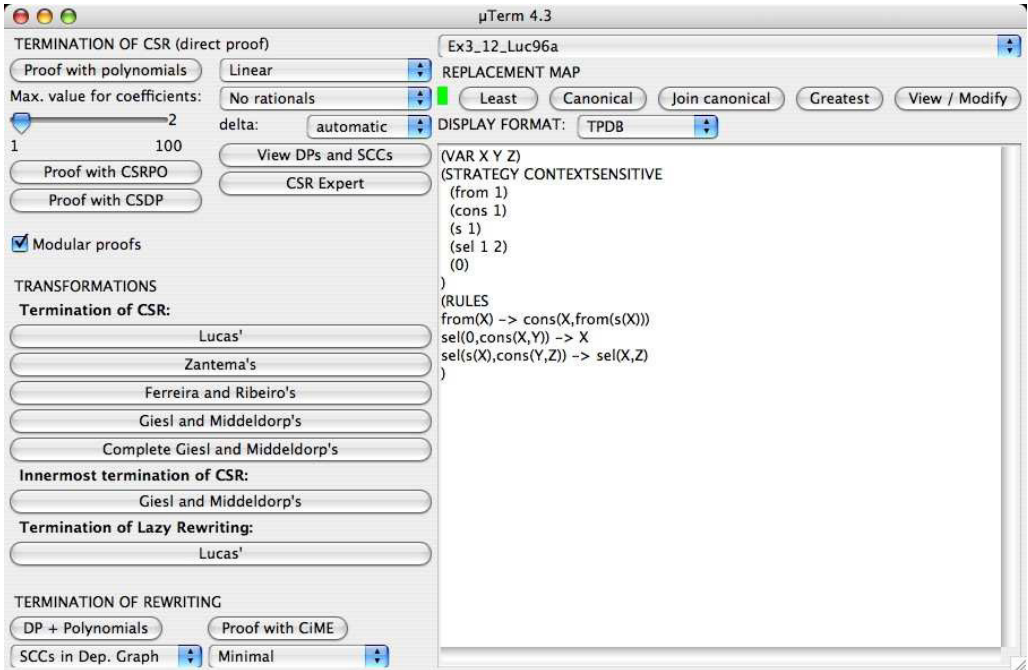 µTerm 4.3
TERMINATION OF CSR (direct proof)
Proof with polynomials
Linear
Max. value for coefficients:
No rationals
2
1
100
delta:
automatic
View DPs and SCCs
Proof with CSRPO
CSR Expert
Proof with CSDP
Modular proofs
TRANSFORMATIONS
Termination of CSR:
Lucas'
Zantema's
Ferreira and Ribeiro's
Giesl and Middeldorp's
Complete Giesl and Middeldorp's
Innermost termination of CSR:
Giesl and Middeldorp's
Termination of Lazy Rewriting:
Lucas'
TERMINATION OF REWRITING
DP + Polynomials
Proof with CiME
SCCs in Dep. Graph
Minimal
Ex3_12_Luc96a
REPLACEMENT MAP
Least
Canonical
Join canonical
Greatest
View / Modify
DISPLAY FORMAT:
TPDB
(VAR X Y Z)
(STRATEGY CONTEXTSENSITIVE
(from 1)
(cons 1)
(s 1)
(sel 1 2)
(0)
)
(RULES
from(X) -> cons(X,from(s(X)))
sel(0,cons(X,Y)) -> X
sel(s(X),cons(Y,Z)) -> sel(X,Z)
)